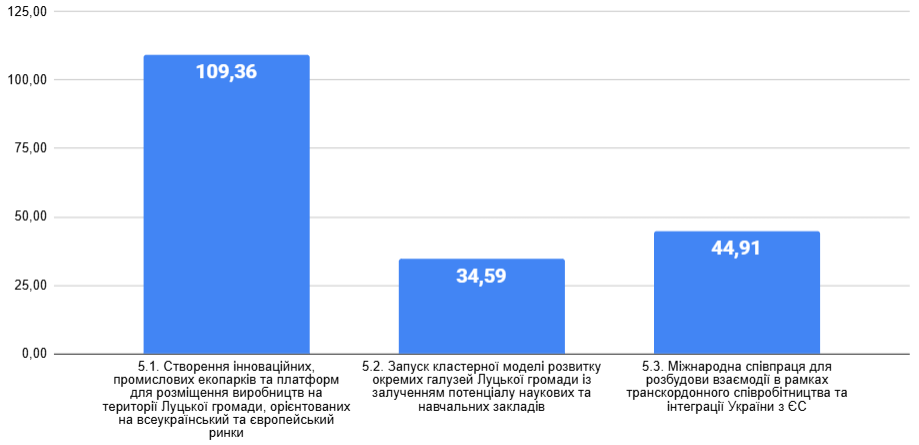 125,00
100,00
75,00
50,00
25,00
0,00
109,36
34,59
44,91
5.1. Створення інноваційних,
промислових екопарків та платформ
для розміщення виробництв на
території Луцької громади, орієнтованих
на всеукраїнський та європейський
ринки
5.2. Запуск кластерної моделі розвитку
окремих галузей Луцької громади із
залученням потенціалу наукових та
навчальних закладів
5.3. Міжнародна співпраця для
розбудови взаємодії в рамках
транскордонного співробітництва та
інтеграції України з ЄС